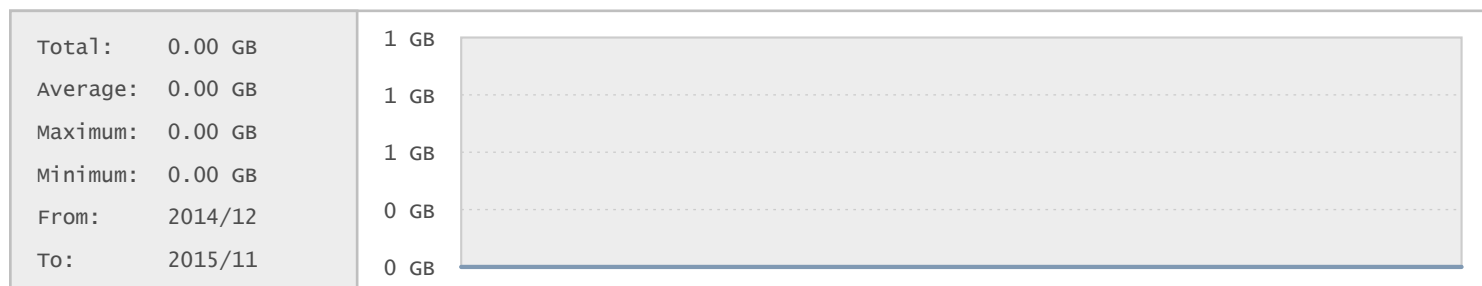 Total: 0.00 GB
Average: 0.00 GB
Maximum: 0.00 GB
Minimum: 0.00 GB
From: 2014/12
To: 2015/11
1 GB
1 GB
1 GB
0 GB
0 GB